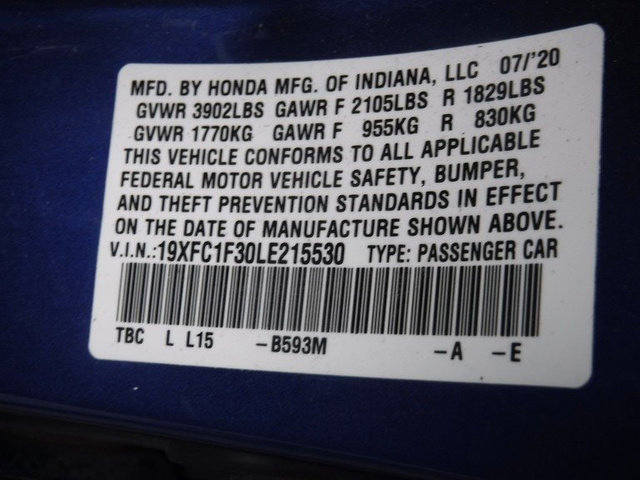 MFD. BY HONDA MFG. OF INDIANA, LLC 07/'20
GVWR 3902LBS GAWR F 2105LBS R 1829LBS
GVWR 1770KG GAWR F 955KG R 830KG
THIS VEHICLE CONFORMS TO ALL APPLICABLE
FEDERAL MOTOR VEHICLE SAFETY, BUMPER,
AND THEFT PREVENTION STANDARDS IN EFFECT
ON THE DATE OF MANUFACTURE SHOWN ABOVE.
V.I.N.:19XFC1F30LE215530 TYPE: PASSENGER CAR
TBC L L15 -B593M -A -E